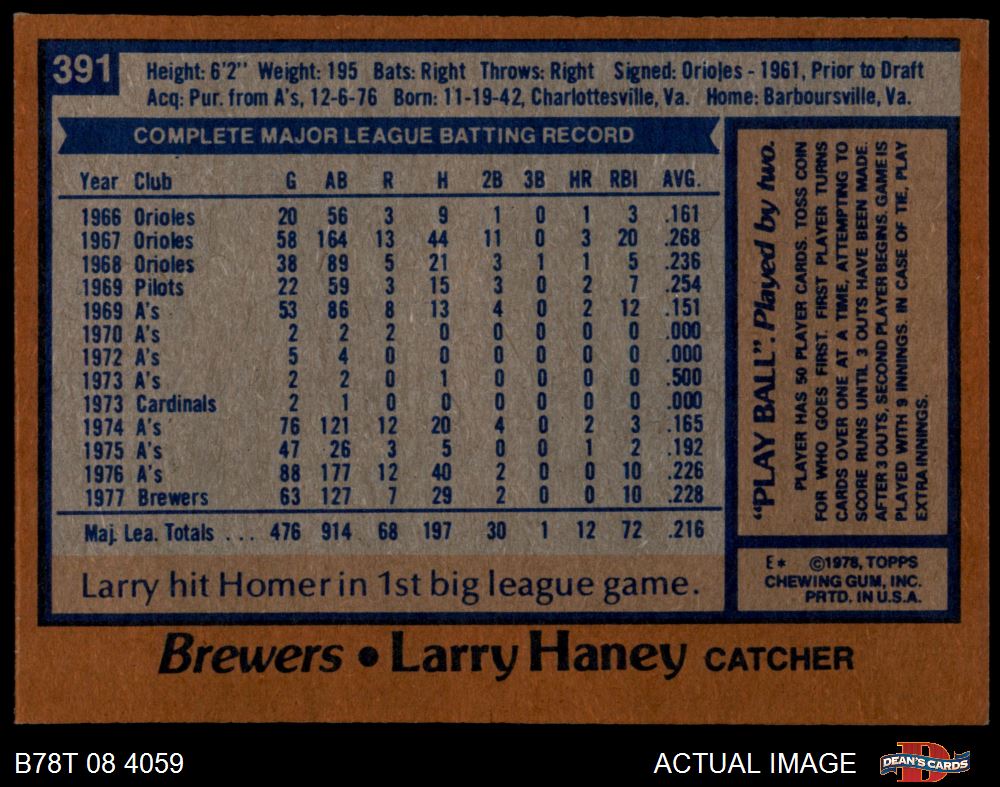 391
Height: 6'2" Weight: 195 Bats: Right Throws: Right Signed: Orioles - 1961, Prior to Draft
Acq: Pur. from A's, 12-6-76 Born: 11-19-42, Charlottesville, Va. Home: Barboursville, Va.
COMPLETE MAJOR LEAGUE BATTING RECORD
Year Club G AB R H 2B 3B HR RBI AVG.
1966 Orioles 20 56 3 9 1 0 1 3 .161
1967 Orioles 58 164 13 44 11 0 3 20 .268
1968 Orioles 38 89 5 21 3 1 1 5 .236
1969 Pilots 22 59 3 15 3 0 2 7 .254
1969 A's 53 86 8 13 4 0 2 12 .151
1970 A's 2 2 2 0 0 0 0 0 .000
1972 A's 5 4 0 0 0 0 0 0 .000
1973 A's 2 2 0 1 0 0 0 0 .500
1973 Cardinals 2 1 0 0 0 0 0 0 .000
1974 A's 76 121 12 20 4 0 2 3 .165
1975 A's 47 26 3 5 0 0 1 2 .192
1976 A's 88 177 12 40 2 0 0 10 .226
1977 Brewers 63 127 7 29 2 0 0 10 .228
Maj. Lea. Totals . . . 476 914 68 197 30 1 12 72 .216
Larry hit Homer in 1st big league game.
"PLAY BALL". Played by two.
PLAYER HAS 50 PLAYER CARDS. TOSS COIN
FOR WHO GOES FIRST. FIRST PLAYER TURNS
CARDS OVER ONE AT A TIME, ATTEMPTING TO
SCORE RUNS UNTIL 3 OUTS HAVE BEEN MADE.
AFTER 3 OUTS, SECOND PLAYER BEGINS. GAME IS
PLAYED WITH 9 INNINGS. IN CASE OF TIE, PLAY
EXTRA INNINGS.
E* ©1978, TOPPS
CHEWING GUM, INC.
PRTD. IN U.S.A.
Brewers • Larry Haney CATCHER
B78T 08 4059
ACTUAL IMAGE
D
DEAN'S CARDS